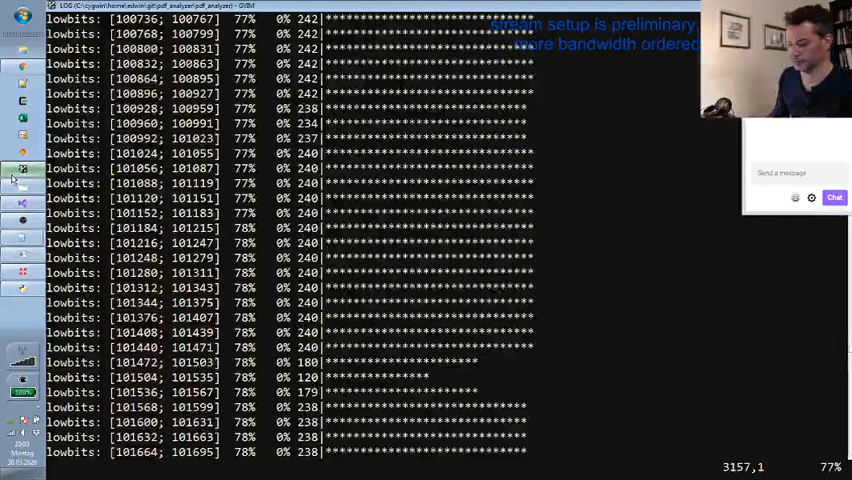 LOG (C:\cygwin\home\edwin\git\pdf_analyzer\pdf_analyzer) - GVIM
stream setup is preliminary
more bandwidth ordered
lowbits: [100736; 100767] 77% 0% 242|**********************************
lowbits: [100768; 100799] 77% 0% 242|**********************************
lowbits: [100800; 100831] 77% 0% 242|**********************************
lowbits: [100832; 100863] 77% 0% 242|**********************************
lowbits: [100864; 100895] 77% 0% 242|**********************************
lowbits: [100896; 100927] 77% 0% 242|**********************************
lowbits: [100928; 100959] 77% 0% 238|*********************************
lowbits: [100960; 100991] 77% 0% 234|*********************************
lowbits: [100992; 101023] 77% 0% 237|*********************************
lowbits: [101024; 101055] 77% 0% 240|**********************************
lowbits: [101056; 101087] 77% 0% 240|**********************************
lowbits: [101088; 101119] 77% 0% 240|**********************************
lowbits: [101120; 101151] 77% 0% 240|**********************************
lowbits: [101152; 101183] 77% 0% 240|**********************************
lowbits: [101184; 101215] 78% 0% 240|**********************************
lowbits: [101216; 101247] 78% 0% 240|**********************************
lowbits: [101248; 101279] 78% 0% 240|**********************************
lowbits: [101280; 101311] 78% 0% 240|**********************************
lowbits: [101312; 101343] 78% 0% 240|**********************************
lowbits: [101344; 101375] 78% 0% 240|**********************************
lowbits: [101376; 101407] 78% 0% 240|**********************************
lowbits: [101408; 101439] 78% 0% 240|**********************************
lowbits: [101440; 101471] 78% 0% 240|**********************************
lowbits: [101472; 101503] 78% 0% 180|*************************
lowbits: [101504; 101535] 78% 0% 120|*****************
lowbits: [101536; 101567] 78% 0% 179|*************************
lowbits: [101568; 101599] 78% 0% 238|*********************************
lowbits: [101600; 101631] 78% 0% 238|*********************************
lowbits: [101632; 101663] 78% 0% 238|*********************************
lowbits: [101664; 101695] 78% 0% 238|*********************************
3157,1 77%
Send a message
Chat
100%
23:03
Montag
30.03.2020